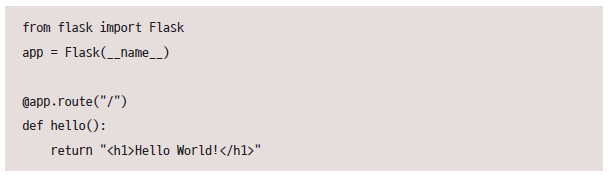 from flask import Flask
app = Flask(__name__)
@app.route("/")
def hello():
    return "<h1>Hello World!</h1>"